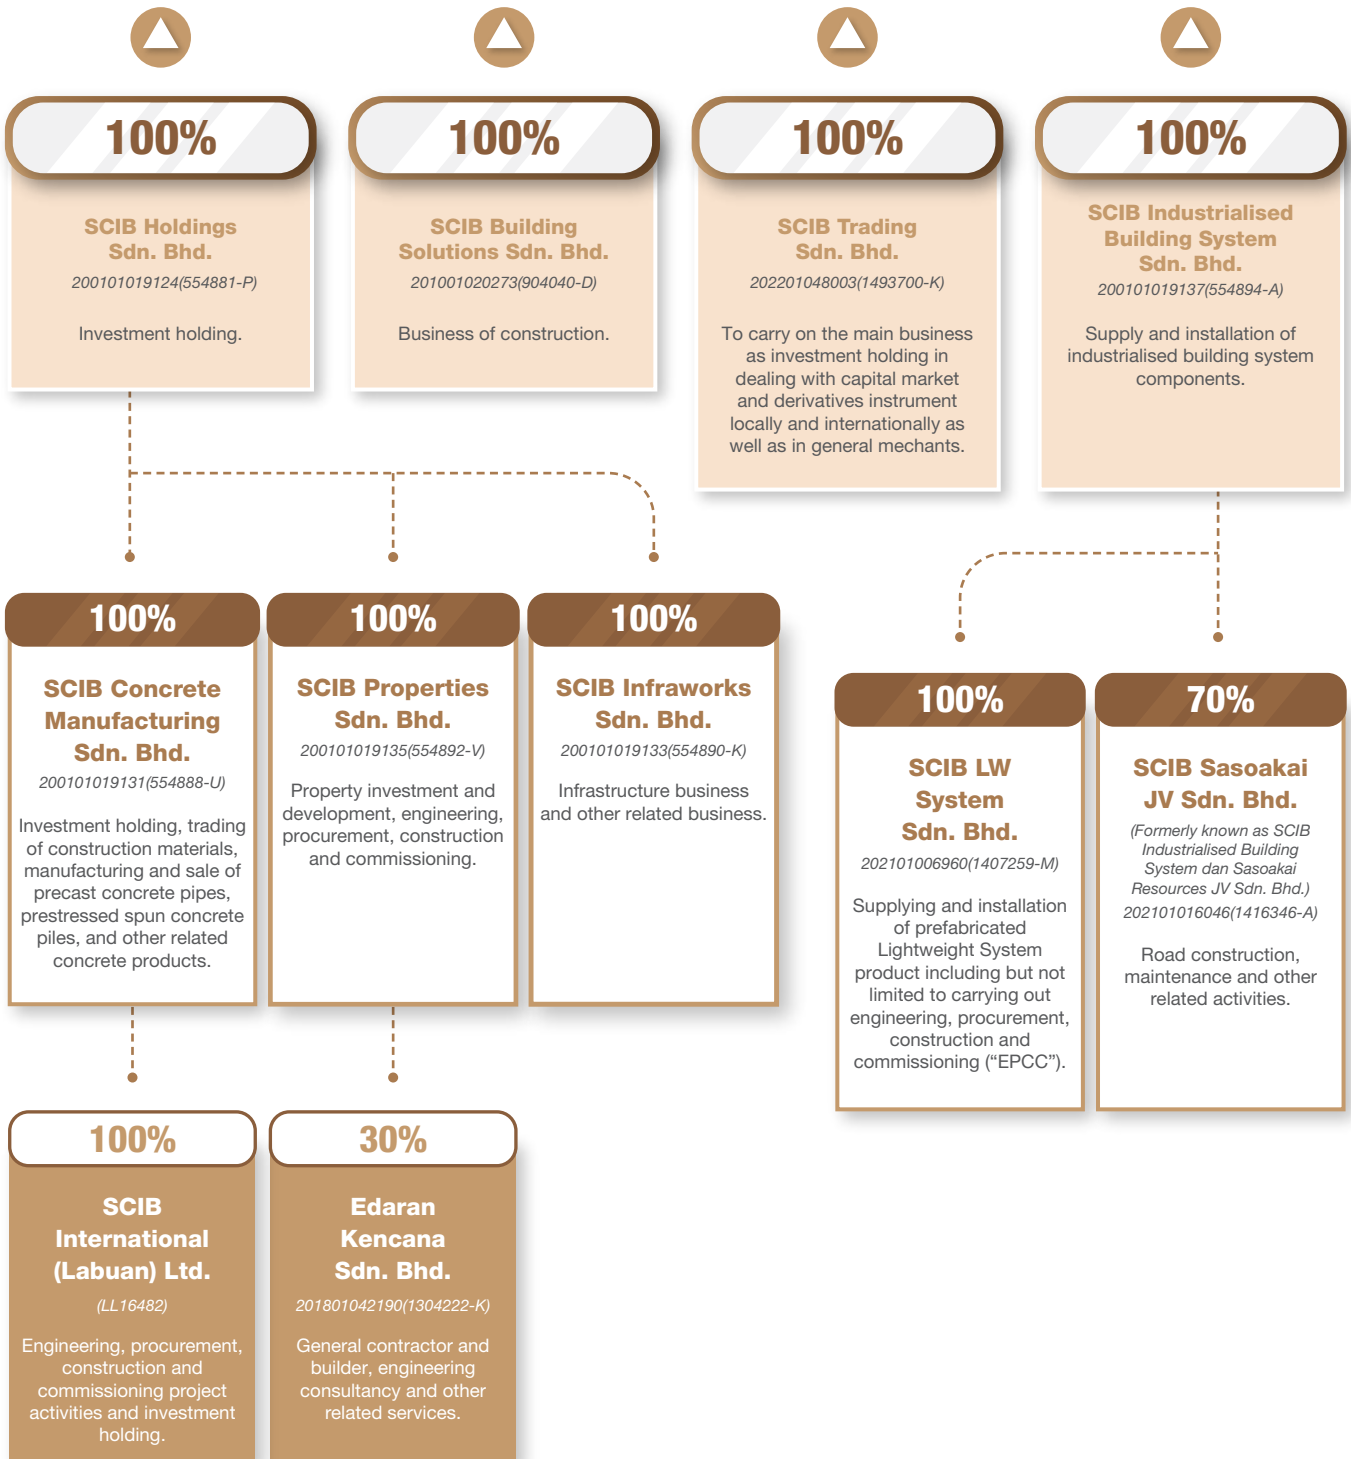 100%
SCIB Holdings
Sdn. Bhd.
200101019124(554881-P)
Investment holding.
100%
SCIB Building
Solutions Sdn. Bhd.
201001020273(904040-D)
Business of construction.
100%
SCIB Trading
Sdn. Bhd.
202201048003(1493700-K)
To carry on the main business
as investment holding in
dealing with capital market
and derivatives instrument
locally and internationally as
well as in general mechants.
100%
SCIB Industrialised
Building System
Sdn. Bhd.
200101019137(554894-A)
Supply and installation of
industrialised building system
components.
100%
SCIB Concrete
Manufacturing
Sdn. Bhd.
200101019131(554888-U)
Investment holding, trading
of construction materials,
manufacturing and sale of
precast concrete pipes,
prestressed spun concrete
piles, and other related
concrete products.
100%
SCIB Properties
Sdn. Bhd.
200101019135(554892-V)
Property investment and
development, engineering,
procurement, construction
and commissioning.
100%
SCIB Infraworks
Sdn. Bhd.
200101019133(554890-K)
Infrastructure business
and other related business.
100%
SCIB LW
System
Sdn. Bhd.
202101006960(1407259-M)
Supplying and installation
of prefabricated
Lightweight System
product including but not
limited to carrying out
engineering, procurement,
construction and
commissioning (“EPCC”).
70%
SCIB Sasoakai
JV Sdn. Bhd.
(Formerly known as SCIB
Industrialised Building
System dan Sasoakai
Resources JV Sdn. Bhd.)
202101016046(1416346-A)
Road construction,
maintenance and other
related activities.
100%
SCIB
International
(Labuan) Ltd.
(LL16482)
Engineering, procurement,
construction and
commissioning project
activities and investment
holding.
30%
Edaran
Kencana
Sdn. Bhd.
201801042190(1304222-K)
General contractor and
builder, engineering
consultancy and other
related services.